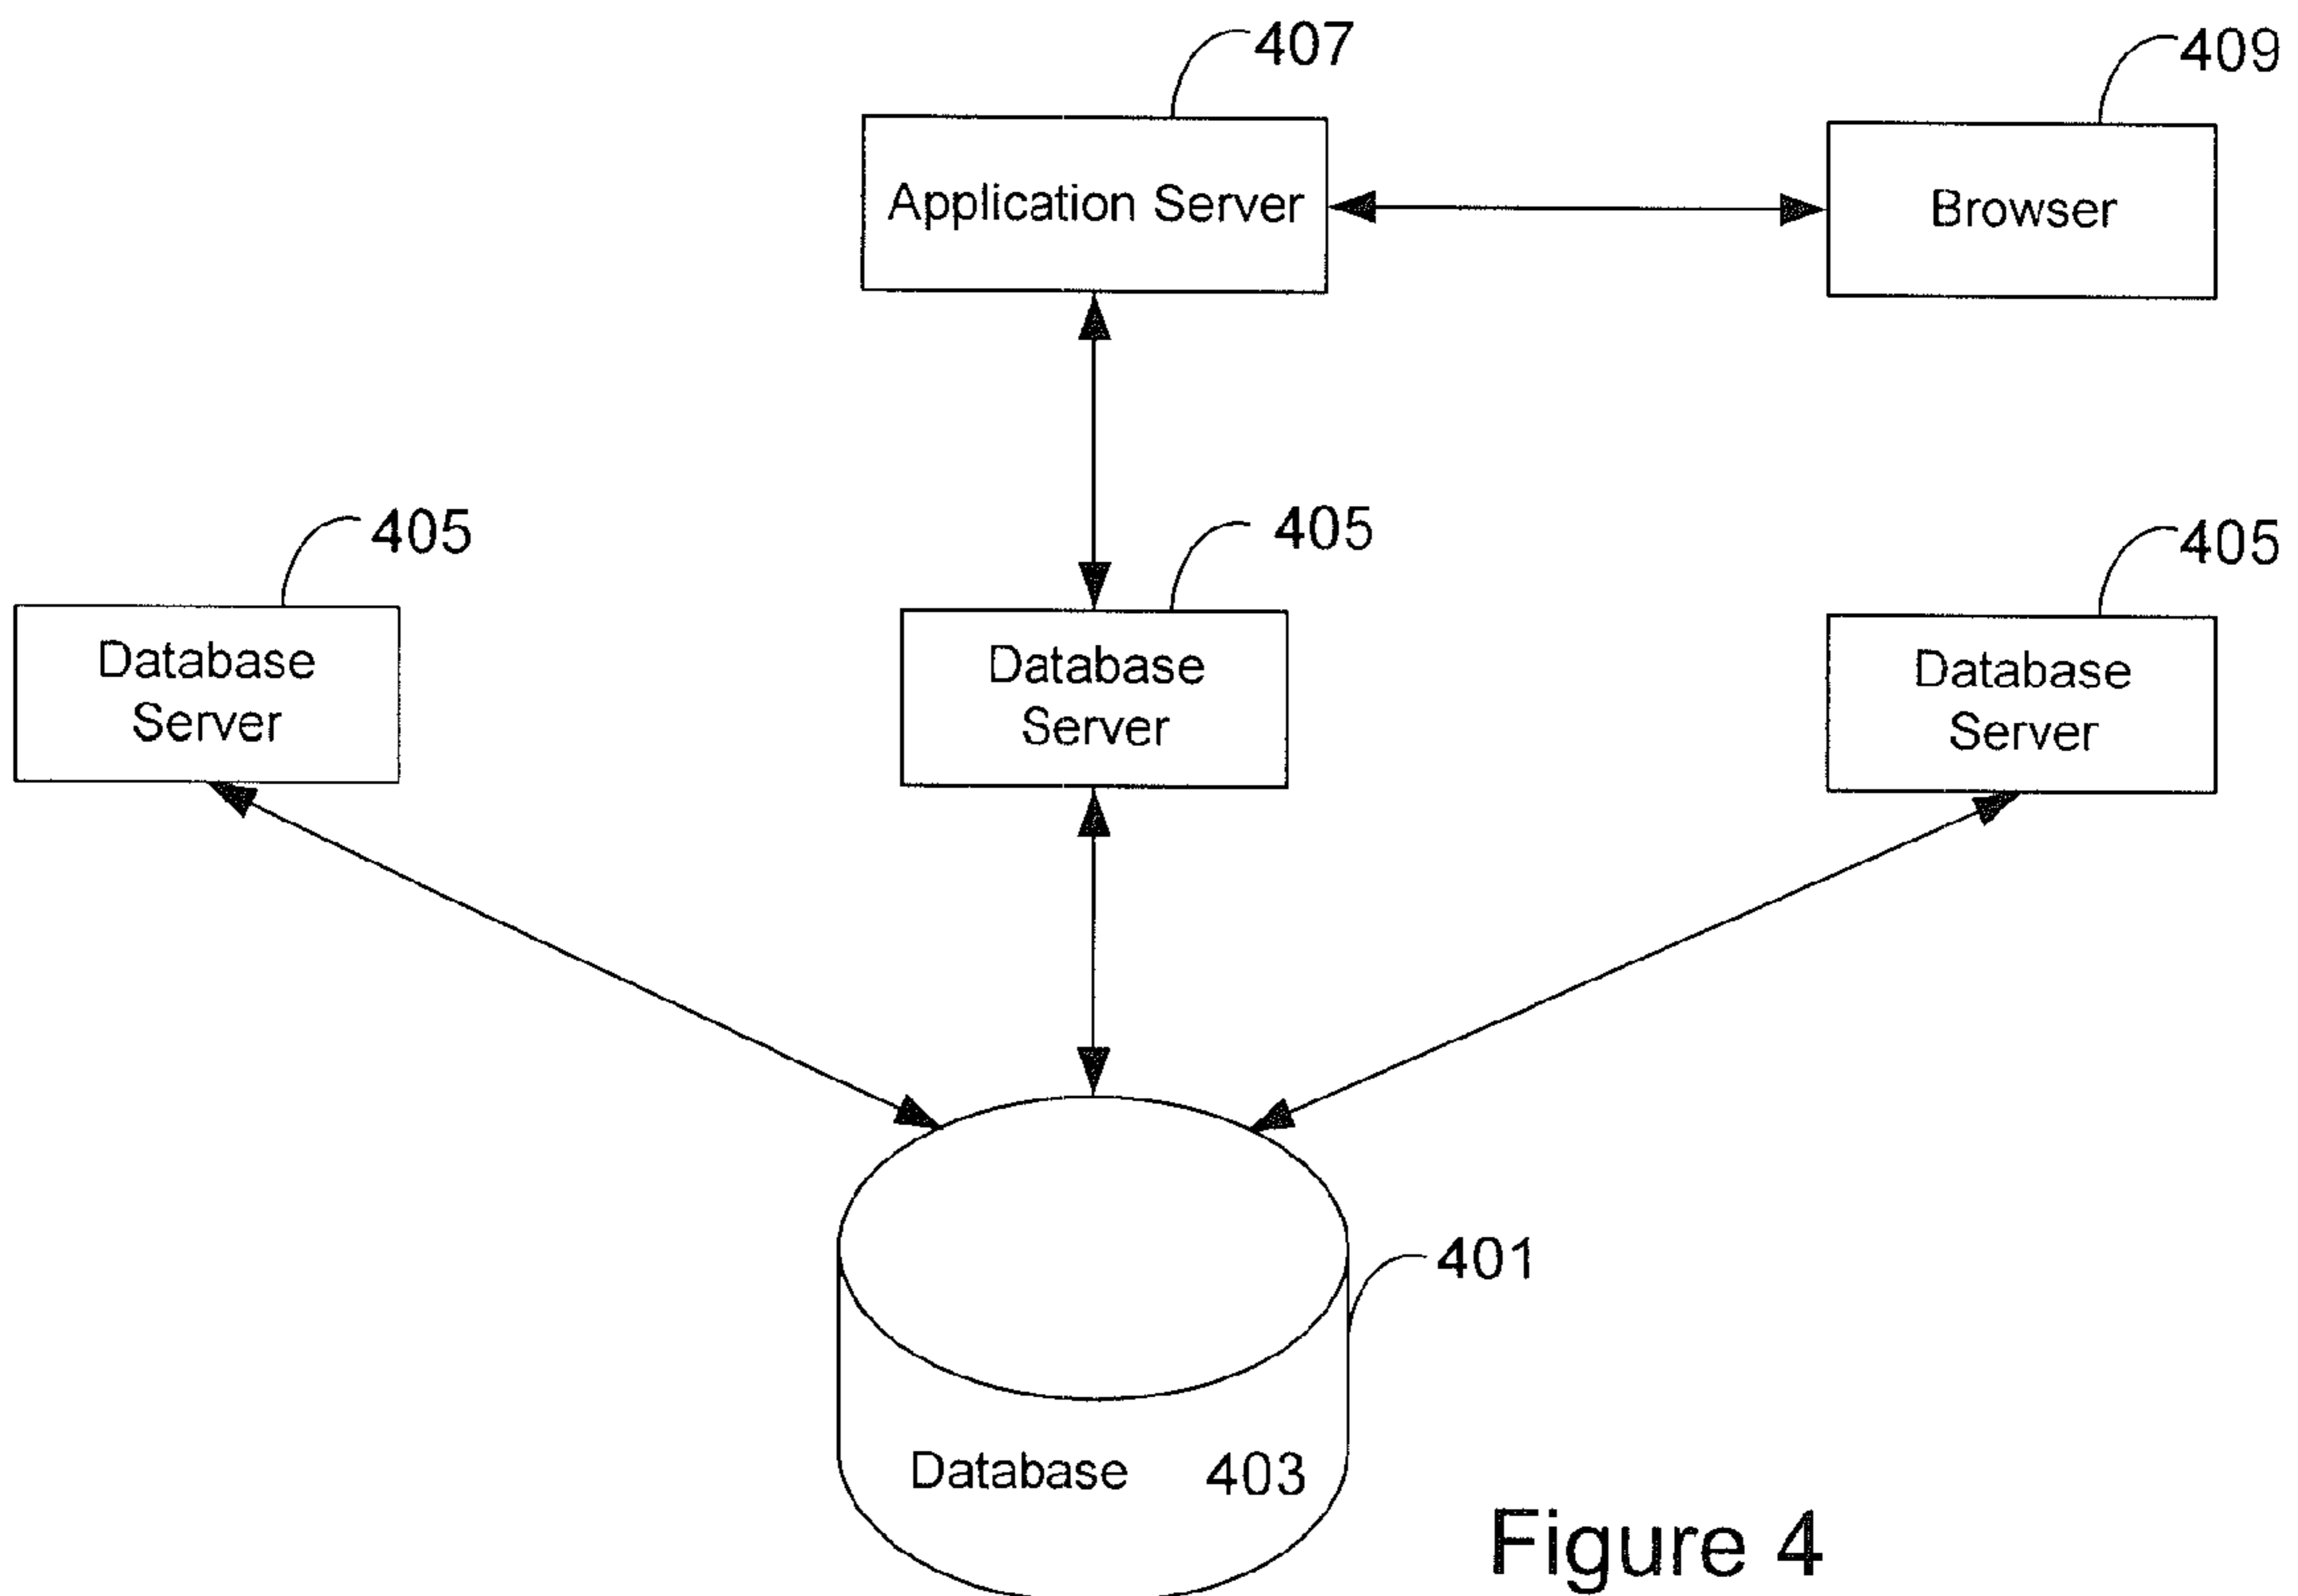 407
409
Application Server
Browser
405
405
405
Database
Server
Database
Server
Database
Server
401
Database 403
Figure 4